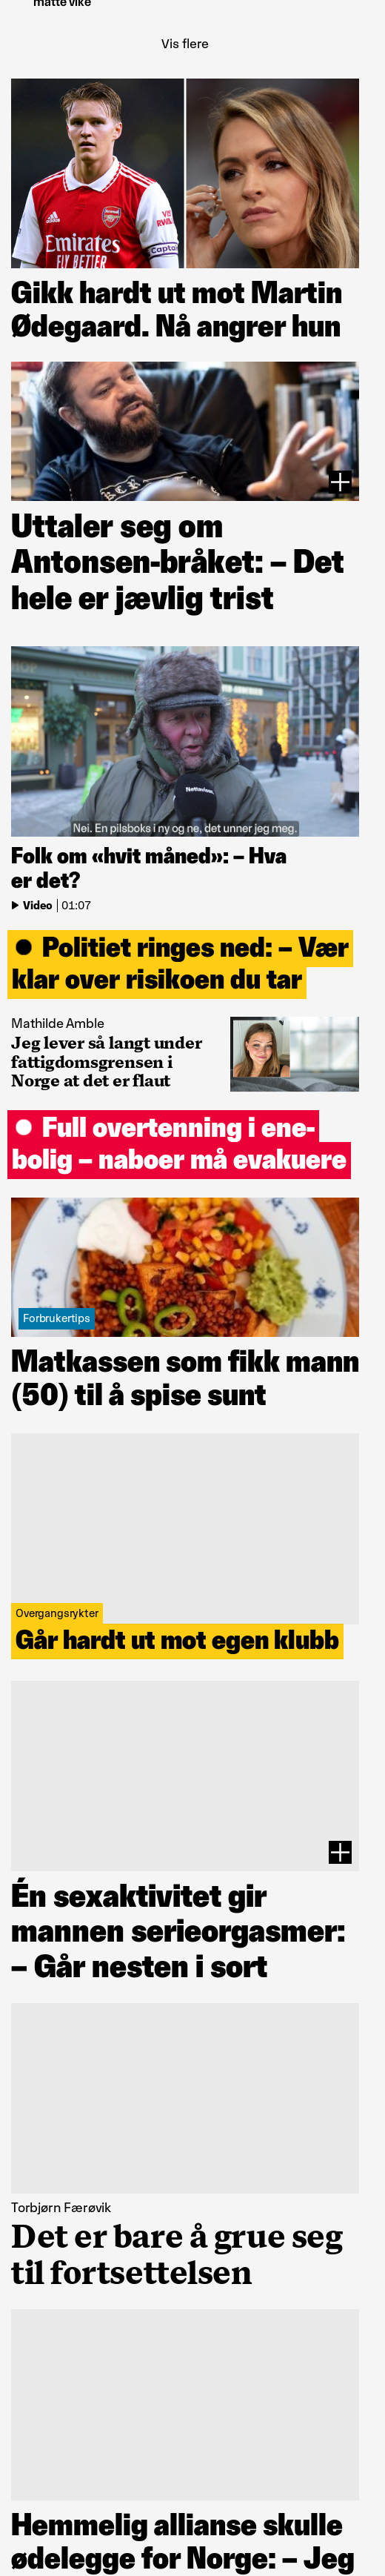 matte vike
Vis flere
Emirates
FLY BETTER
Captain
Gikk hardt ut mot Martin
Ødegaard. Nå angrer hun
Uttaler seg om
Antonsen-bråket: – Det
hele er jævlig trist
Nettavisen
Nei. En pilsboks i ny og ne, det unner jeg meg.
Folk om «hvit måned»: – Hva
er det?
Video | 01:07
Politiet ringes ned: – Vær
klar over risikoen du tar
Mathilde Amble
Jeg lever så langt under
fattigdomsgrensen i
Norge at det er flaut
Full overtenning i ene-
bolig – naboer må evakuere
Forbrukertips
Matkassen som fikk mann
(50) til å spise sunt
Overgangsrykter
Går hardt ut mot egen klubb
Én sexaktivitet gir
mannen serieorgasmer:
– Går nesten i sort
Torbjørn Færøvik
Det er bare å grue seg
til fortsettelsen
Hemmelig allianse skulle
ødelegge for Norge: – Jeg